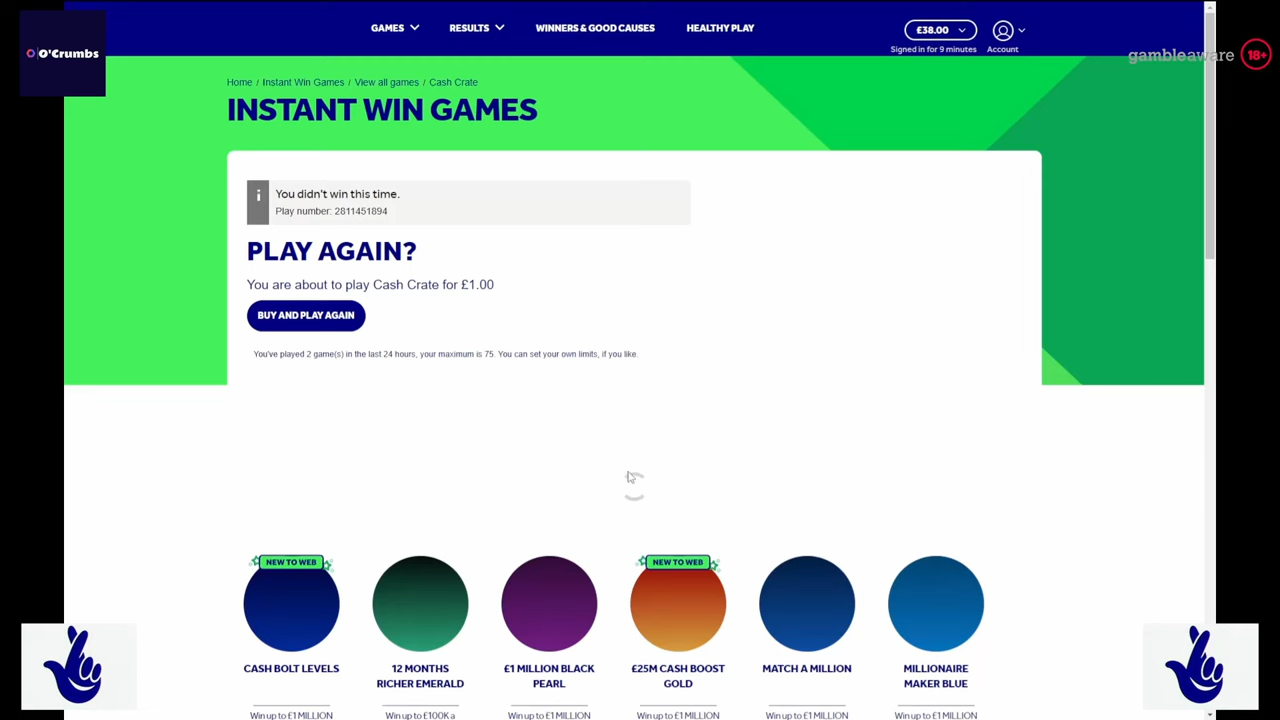 O'Crumbs
GAMES
RESULTS
WINNERS & GOOD CAUSES
HEALTHY PLAY
£38.00
Signed in for 9 minutes
Account
gambleaware 18+
Home / Instant Win Games / View all games / Cash Crate
INSTANT WIN GAMES
You didn't win this time.
Play number: 2811451894
PLAY AGAIN?
You are about to play Cash Crate for £1.00
BUY AND PLAY AGAIN
You've played 2 game(s) in the last 24 hours, your maximum is 75. You can set your own limits, if you like.
NEW TO WEB
NEW TO WEB
CASH BOLT LEVELS
12 MONTHS
RICHER EMERALD
£1 MILLION BLACK
PEARL
£25M CASH BOOST
GOLD
MATCH A MILLION
MILLIONAIRE
MAKER BLUE
Win up to £1 MILLION
Win up to £100K a
Win up to £1 MILLION
Win up to £1 MILLION
Win up to £1 MILLION
Win up to £1 MILLION